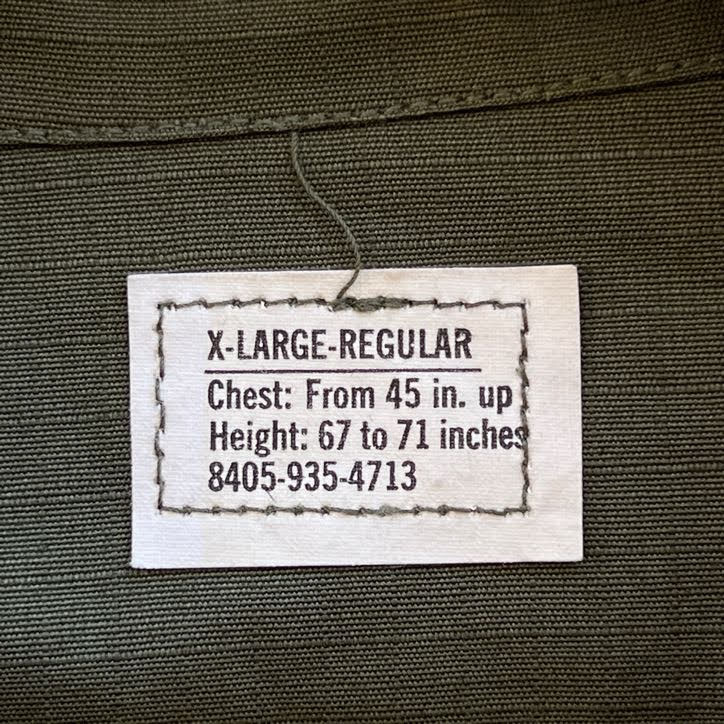 X-LARGE-REGULAR
Chest: From 45 in. up
Height: 67 to 71 inches
8405-935-4713